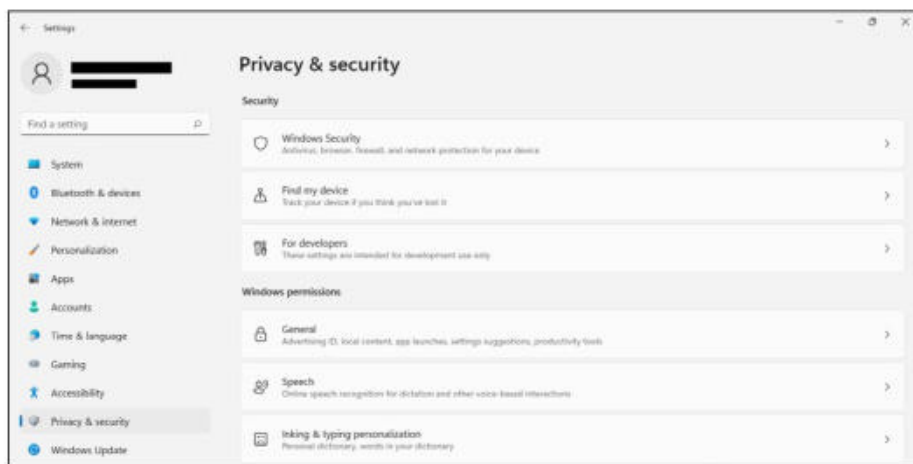 Settings
Find a setting
System
Bluetooth & devices
Network & internet
Personalization
Apps
Accounts
Time & language
Gaming
Accessibility
Privacy & security
Windows Update
Privacy & security
Security
Windows Security
Antivirus, browser, firewall, and network protection for your device
Find my device
Track your device if you think you've lost it
For developers
These settings are intended for development use only
Windows permissions
General
Advertising ID, local content, app launches, settings suggestions, productivity tools
Speech
Online speech recognition for dictation and other voice-based interactions
Inking & typing personalization
Personal dictionary, words in your dictionary